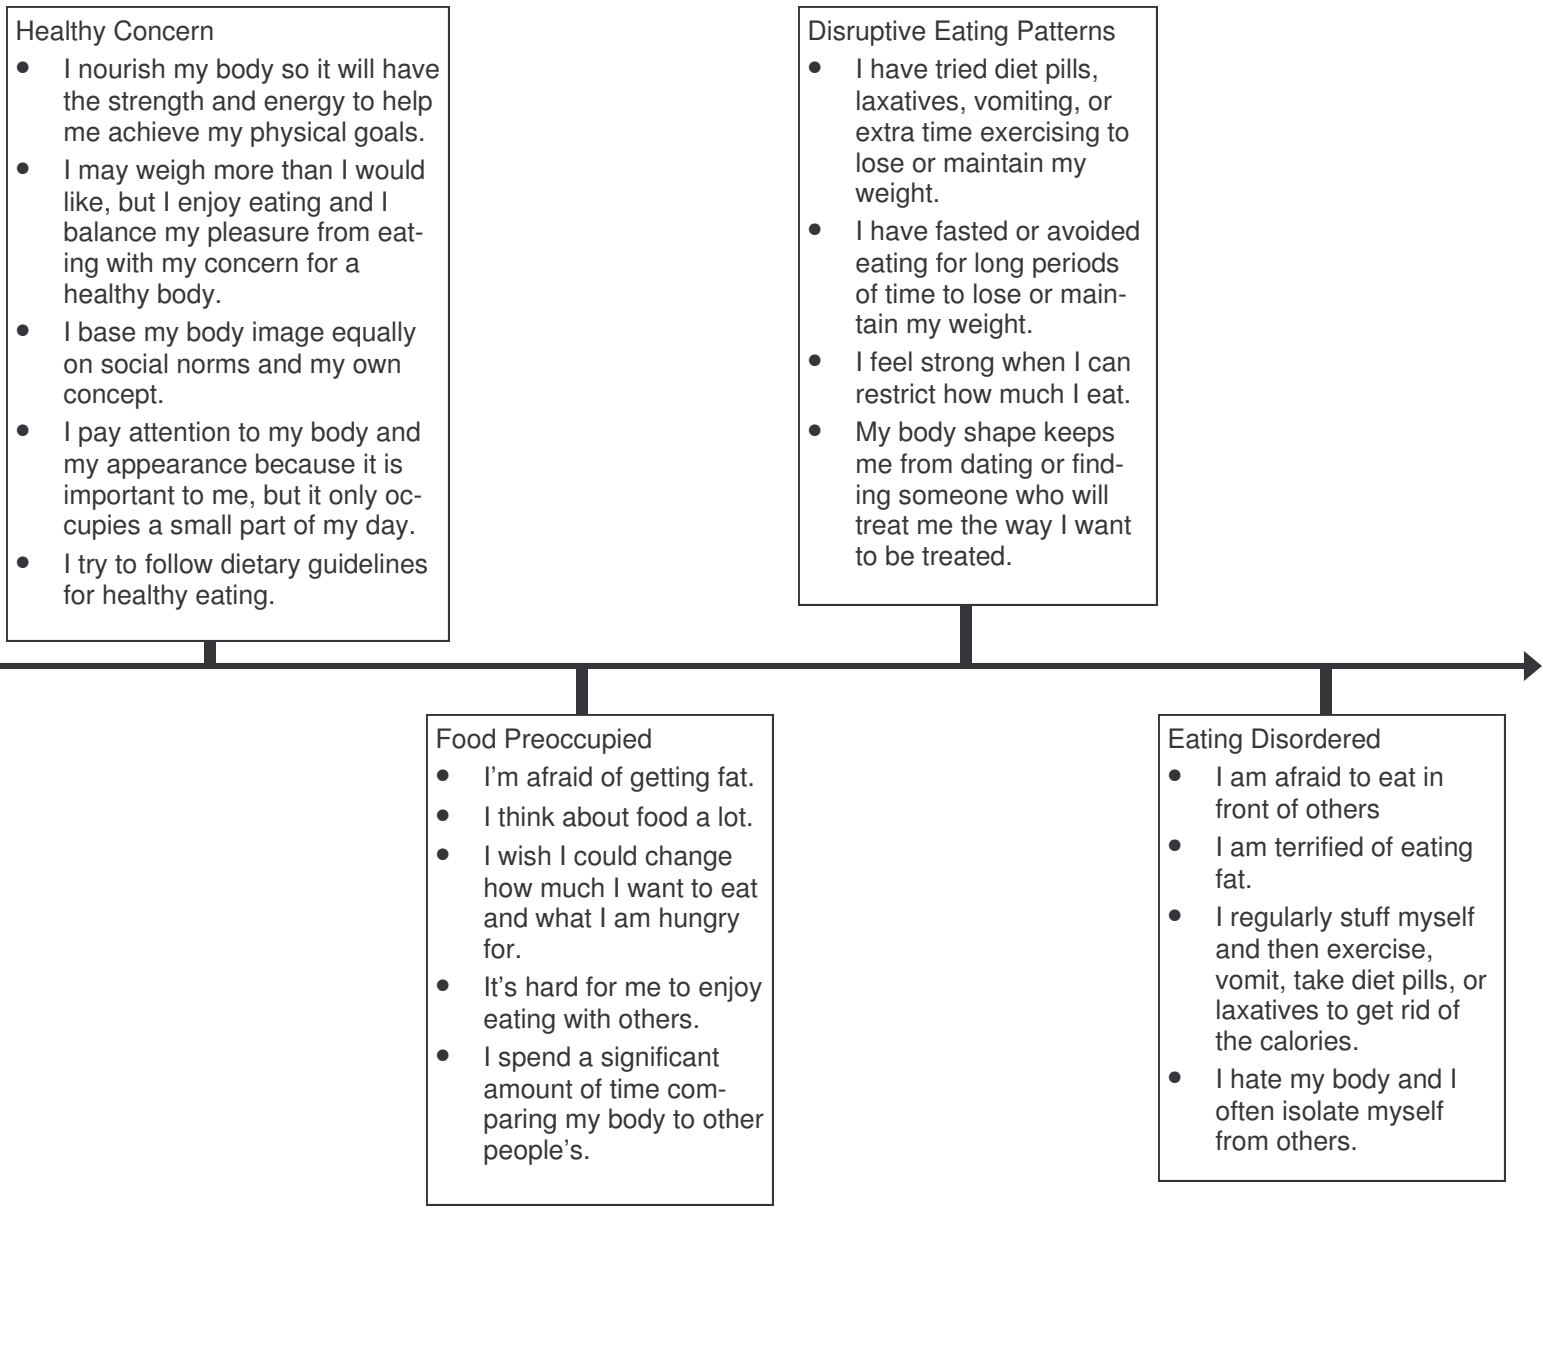 Healthy Concern
● I nourish my body so it will have
the strength and energy to help
me achieve my physical goals.
● I may weigh more than I would
like, but I enjoy eating and I
balance my pleasure from eat-
ing with my concern for a
healthy body.
● I base my body image equally
on social norms and my own
concept.
● I pay attention to my body and
my appearance because it is
important to me, but it only oc-
cupies a small part of my day.
● I try to follow dietary guidelines
for healthy eating.
Food Preoccupied
● I'm afraid of getting fat.
● I think about food a lot.
● I wish I could change
how much I want to eat
and what I am hungry
for.
● It's hard for me to enjoy
eating with others.
● I spend a significant
amount of time com-
paring my body to other
people's.
Disruptive Eating Patterns
● I have tried diet pills,
laxatives, vomiting, or
extra time exercising to
lose or maintain my
weight.
● I have fasted or avoided
eating for long periods
of time to lose or main-
tain my weight.
● I feel strong when I can
restrict how much I eat.
● My body shape keeps
me from dating or find-
ing someone who will
treat me the way I want
to be treated.
Eating Disordered
● I am afraid to eat in
front of others
● I am terrified of eating
fat.
● I regularly stuff myself
and then exercise,
vomit, take diet pills, or
laxatives to get rid of
the calories.
● I hate my body and I
often isolate myself
from others.